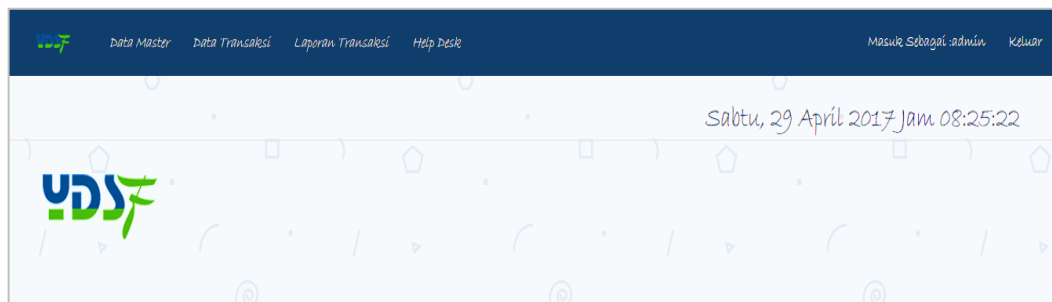 YDSF Data Master Data Transaksi Laporan Transaksi Help Desk Masuk Sebagai :admin Keluar
Sabtu, 29 April 2017 Jam 08:25:22
YDSF